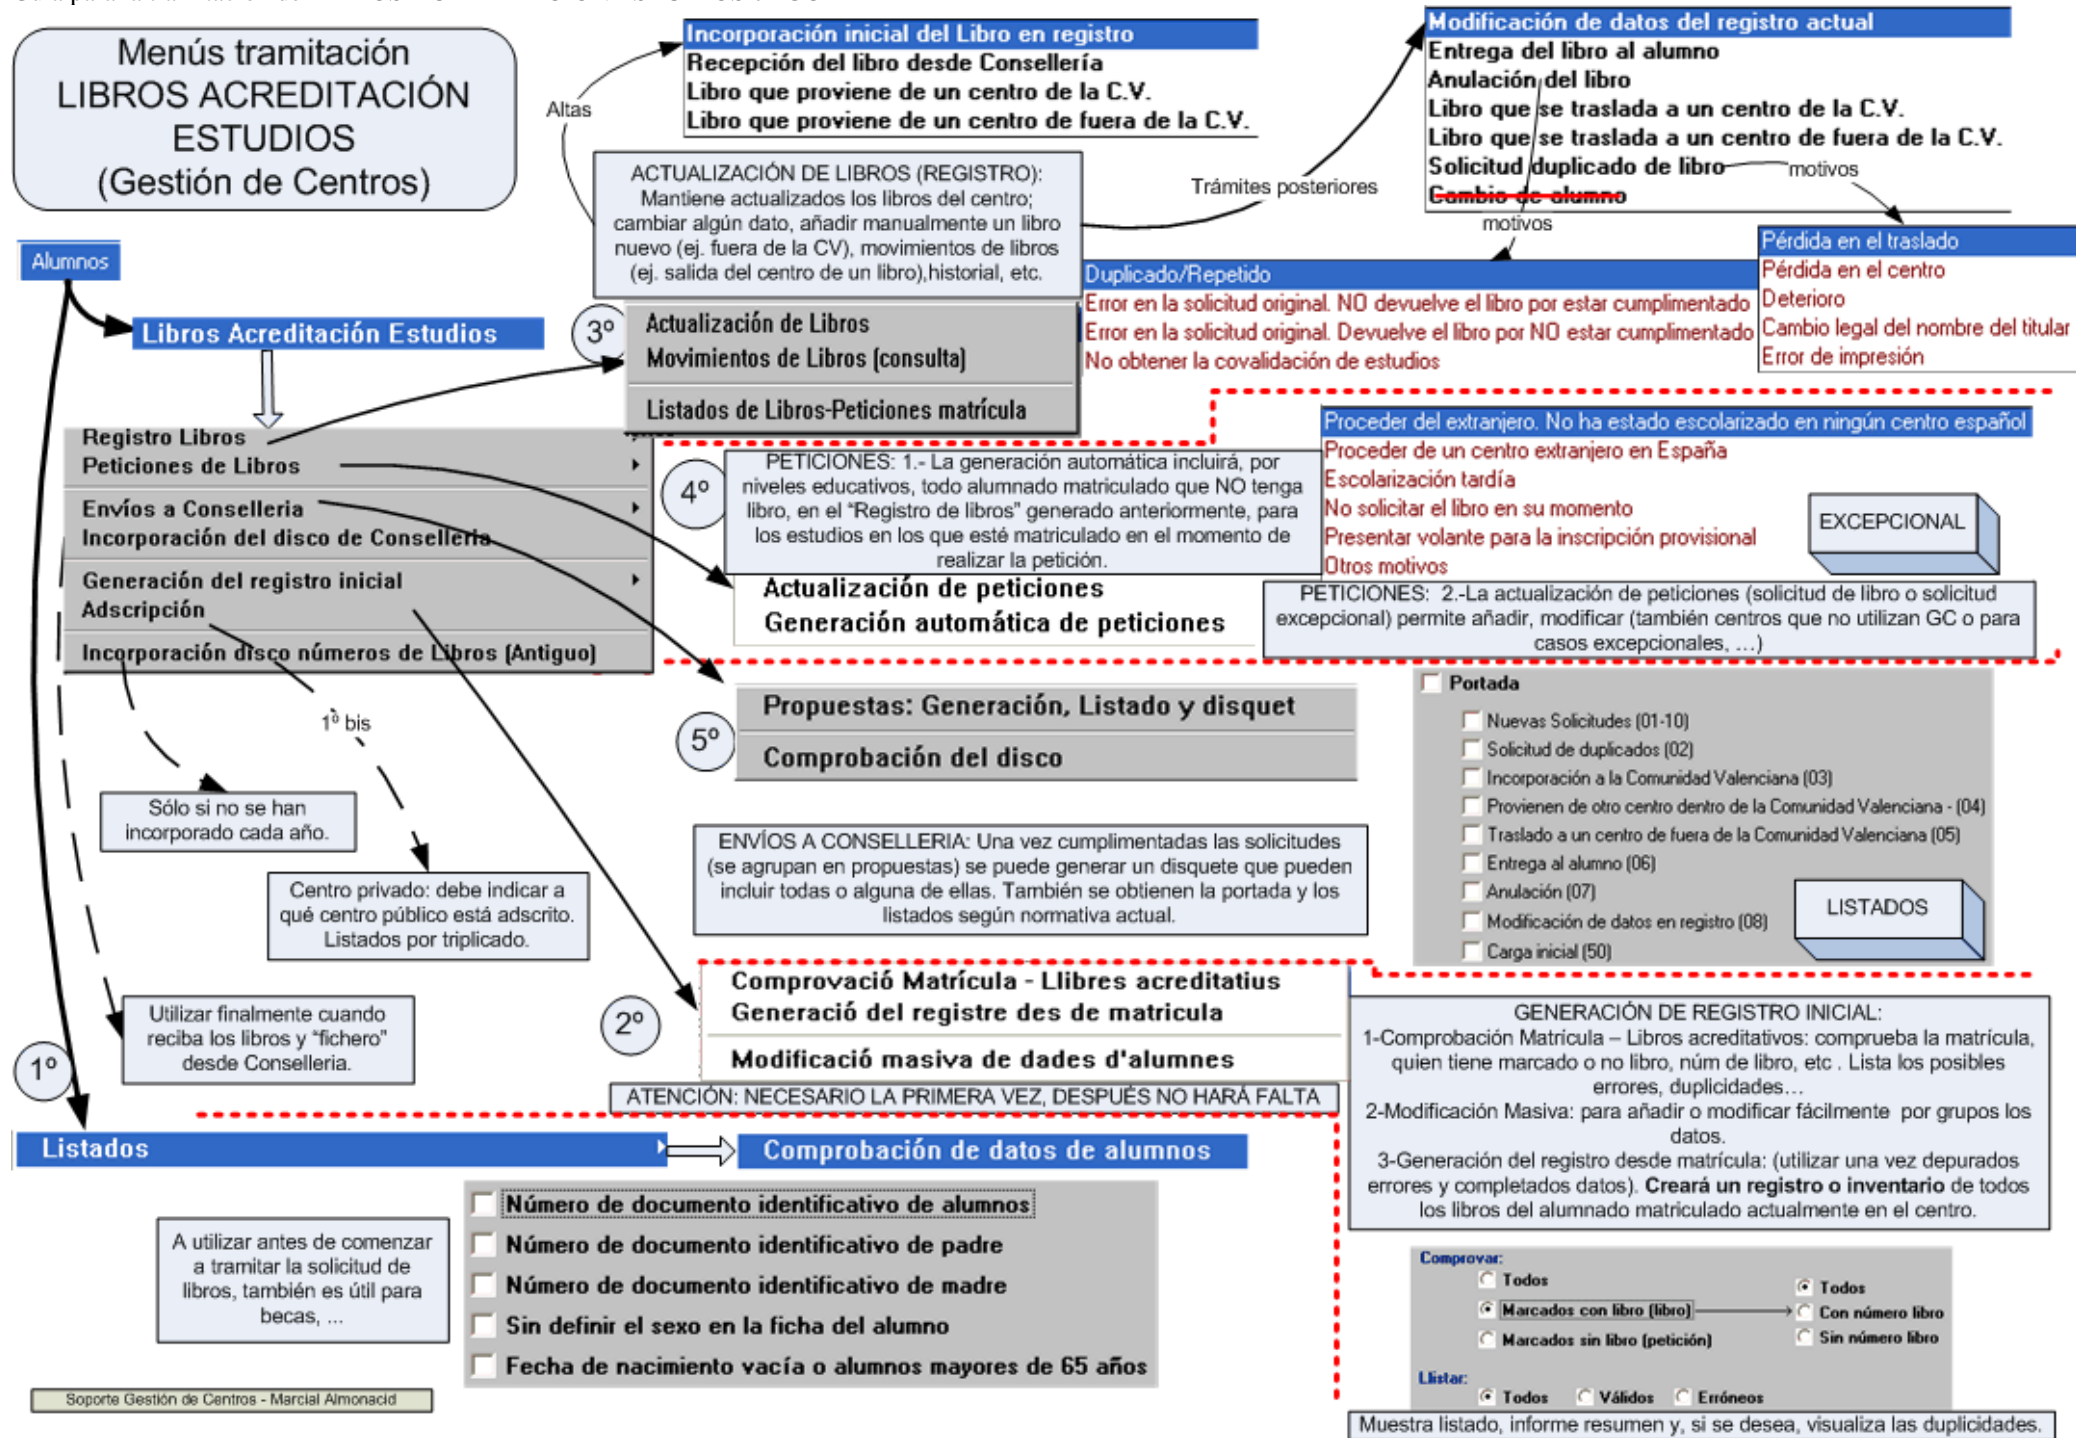 Menús tramitación
LIBROS ACREDITACIÓN
ESTUDIOS
(Gestión de Centros)
Incorporación inicial del Libro en registro
Recepción del libro desde Consellería
Libro que proviene de un centro de la C.V.
Libro que proviene de un centro de fuera de la C.V.
Altas
Modificación de datos del registro actual
Entrega del libro al alumno
Anulación del libro
Libro que se traslada a un centro de la C.V.
Libro que se traslada a un centro de fuera de la C.V.
Solicitud duplicado de libro
Cambio de alumno
motivos
Trámites posteriores
motivos
ACTUALIZACIÓN DE LIBROS (REGISTRO):
Mantiene actualizados los libros del centro;
cambiar algún dato, añadir manualmente un libro
nuevo (ej. fuera de la CV), movimientos de libros
(ej. salida del centro de un libro),historial, etc.
Pérdida en el traslado
Pérdida en el centro
Deterioro
Cambio legal del nombre del titular
Error de impresión
Duplicado/Repetido
Error en la solicitud original. NO devuelve el libro por estar cumplimentado
Error en la solicitud original. Devuelve el libro por NO estar cumplimentado
No obtener la covalidación de estudios
Alumnos
Libros Acreditación Estudios
3º
Actualización de Libros
Movimientos de Libros (consulta)
Listados de Libros-Peticiones matrícula
Registro Libros
Peticiones de Libros
Envíos a Conselleria
Incorporación del disco de Conselleria
Generación del registro inicial
Adscripción
Incorporación disco números de Libros (Antiguo)
4º
PETICIONES: 1.- La generación automática incluirá, por
niveles educativos, todo alumnado matriculado que NO tenga
libro, en el “Registro de libros” generado anteriormente, para
los estudios en los que esté matriculado en el momento de
realizar la petición.
Actualización de peticiones
Generación automática de peticiones
Proceder del extranjero. No ha estado escolarizado en ningún centro español
Proceder de un centro extranjero en España
Escolarización tardía
No solicitar el libro en su momento
Presentar volante para la inscripción provisional
Otros motivos
EXCEPCIONAL
PETICIONES: 2.-La actualización de peticiones (solicitud de libro o solicitud
excepcional) permite añadir, modificar (también centros que no utilizan GC o para
casos excepcionales, …)
1º bis
5º
Propuestas: Generación, Listado y disquet
Comprobación del disco
Portada
Nuevas Solicitudes (01-10)
Solicitud de duplicados (02)
Incorporación a la Comunidad Valenciana (03)
Provienen de otro centro dentro de la Comunidad Valenciana - (04)
Traslado a un centro de fuera de la Comunidad Valenciana (05)
Entrega al alumno (06)
Anulación (07)
Modificación de datos en registro (08)
Carga inicial (50)
LISTADOS
Sólo si no se han
incorporado cada año.
Centro privado: debe indicar a
qué centro público está adscrito.
Listados por triplicado.
ENVÍOS A CONSELLERIA: Una vez cumplimentadas las solicitudes
(se agrupan en propuestas) se puede generar un disquete que pueden
incluir todas o alguna de ellas. También se obtienen la portada y los
listados según normativa actual.
Utilizar finalmente cuando
reciba los libros y “fichero”
desde Conselleria.
2º
Comprovació Matrícula - Llibres acreditatius
Generació del registre des de matricula
Modificació masiva de dades d'alumnes
ATENCIÓN: NECESARIO LA PRIMERA VEZ, DESPUÉS NO HARÁ FALTA
GENERACIÓN DE REGISTRO INICIAL:
1-Comprobación Matrícula – Libros acreditativos: comprueba la matrícula,
quien tiene marcado o no libro, núm de libro, etc . Lista los posibles
errores, duplicidades…
2-Modificación Masiva: para añadir o modificar fácilmente por grupos los
datos.
3-Generación del registro desde matrícula: (utilizar una vez depurados
errores y completados datos). Creará un registro o inventario de todos
los libros del alumnado matriculado actualmente en el centro.
1º
Listados
Comprobación de datos de alumnos
A utilizar antes de comenzar
a tramitar la solicitud de
libros, también es útil para
becas, ...
Número de documento identificativo de alumnos
Número de documento identificativo de padre
Número de documento identificativo de madre
Sin definir el sexo en la ficha del alumno
Fecha de nacimiento vacía o alumnos mayores de 65 años
Comprovar:
Todos
Marcados con libro (libro)
Marcados sin libro (petición)
Todos
Con número libro
Sin número libro
Llistar:
Todos Válidos Erróneos
Muestra listado, informe resumen y, si se desea, visualiza las duplicidades.
Soporte Gestión de Centros - Marcial Almonacid